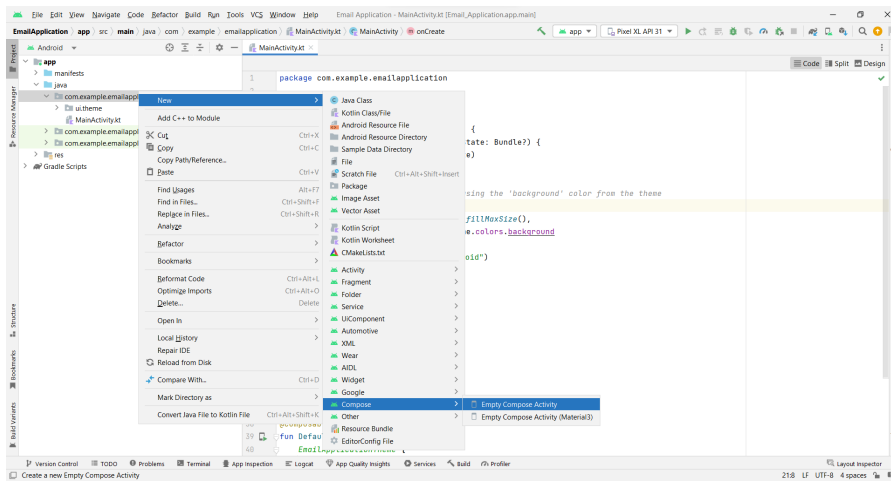 File Edit View Navigate Code Refactor Build Run Tools VCS Window Help Email Application - MainActivity.kt [Email_Application.app.main]
EmailApplication app src main java com example emailapplication MainActivity.kt MainActivity onCreate app Pixel XL API 31
Android MainActivity.kt
Code Split Design
Project
Resource Manager
Structure
Bookmarks
Build Variants
app
manifests
java
com.example.emailappl
ui.theme
MainActivity.kt
com.example.emailappl
com.example.emailappl
res
Gradle Scripts
1 package com.example.emailapplication
{
tate: Bundle?) {
e)
sing the 'background' color from the theme
fillMaxSize(),
e.colors.background
oid")
39 fun Defau
40 EmailApplicationTheme {
New
Add C++ to Module
Cut Ctrl+X
Copy Ctrl+C
Copy Path/Reference...
Paste Ctrl+V
Find Usages Alt+F7
Find in Files... Ctrl+Shift+F
Replace in Files... Ctrl+Shift+R
Analyze
Refactor
Bookmarks
Reformat Code Ctrl+Alt+L
Optimize Imports Ctrl+Alt+O
Delete... Delete
Open In
Local History
Repair IDE
Reload from Disk
Compare With... Ctrl+D
Mark Directory as
Convert Java File to Kotlin File Ctrl+Alt+Shift+K
Java Class
Kotlin Class/File
Android Resource File
Android Resource Directory
Sample Data Directory
File
Scratch File Ctrl+Alt+Shift+Insert
Package
Image Asset
Vector Asset
Kotlin Script
Kotlin Worksheet
CMakeLists.txt
Activity
Fragment
Folder
Service
UiComponent
Automotive
XML
Wear
AIDL
Widget
Google
Compose
Other
Resource Bundle
EditorConfig File
Empty Compose Activity
Empty Compose Activity (Material3)
Version Control TODO Problems Terminal App Inspection Logcat App Quality Insights Services Build Profiler Layout Inspector
Create a new Empty Compose Activity 21:8 LF UTF-8 4 spaces